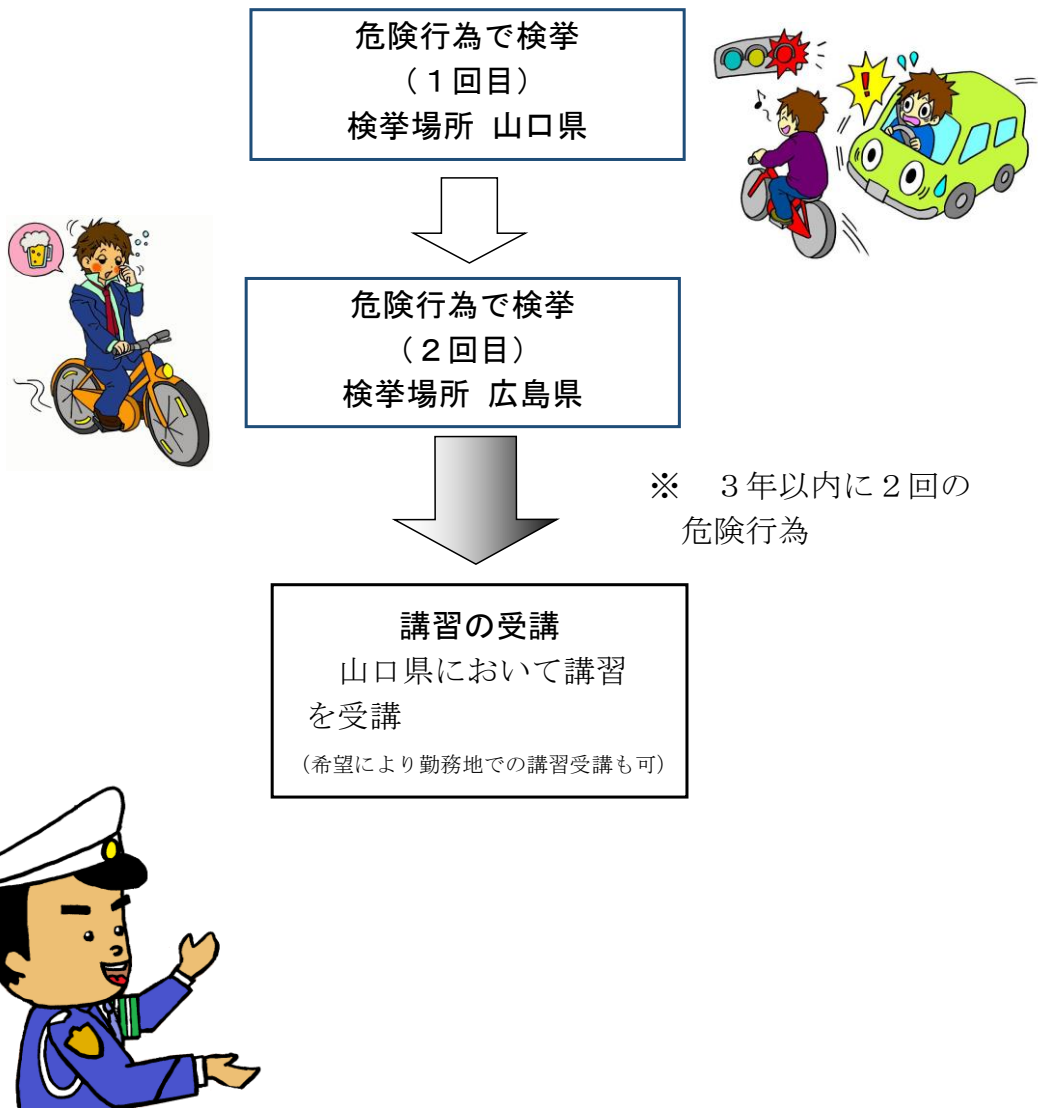 危険行為で検挙
（１回目）
検挙場所 山口県
危険行為で検挙
（２回目）
検挙場所 広島県
※　３年以内に２回の
危険行為
講習の受講
山口県において講習
を受講
（希望により勤務地での講習受講も可）